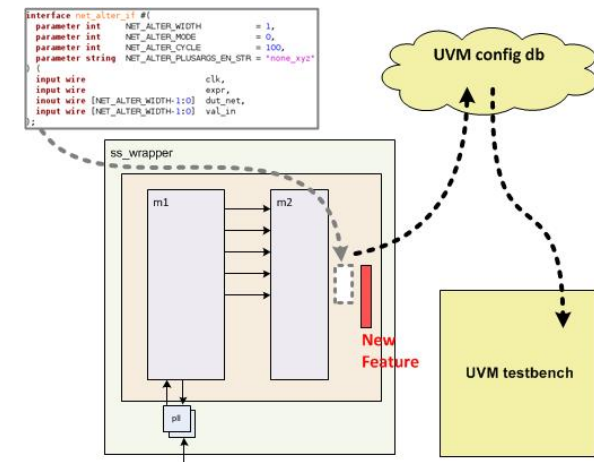 interface net_alter_if #(
parameter int NET_ALTER_WIDTH = 1,
parameter int NET_ALTER_MODE = 0,
parameter int NET_ALTER_CYCLE = 100,
parameter string NET_ALTER_PLUSARGS_EN_STR = "none_xyz"
) (
input wire clk,
input wire expr,
inout wire [NET_ALTER_WIDTH-1:0] dut_net,
input wire [NET_ALTER_WIDTH-1:0] val_in
);
UVM config db
ss_wrapper
m1
m2
New
Feature
UVM testbench
pll